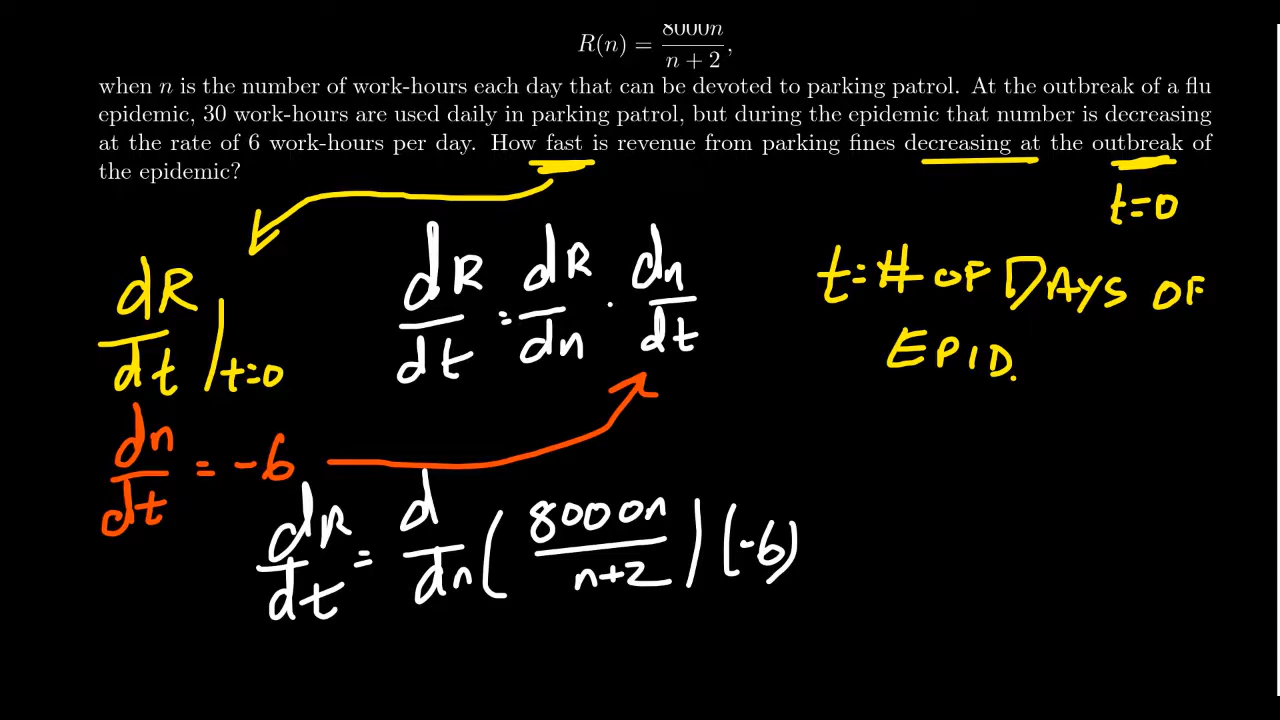 R(n) = 8000n / n + 2,
when n is the number of work-hours each day that can be devoted to parking patrol. At the outbreak of a flu
epidemic, 30 work-hours are used daily in parking patrol, but during the epidemic that number is decreasing
at the rate of 6 work-hours per day. How fast is revenue from parking fines decreasing at the outbreak of
the epidemic?
t=0
dR/dt | t=0
dR/dt = dR/dn · dn/dt
t=# OF DAYS OF
EPID.
dn/dt = -6
dR/dt = d/dn (8000n / n+2) (-6)